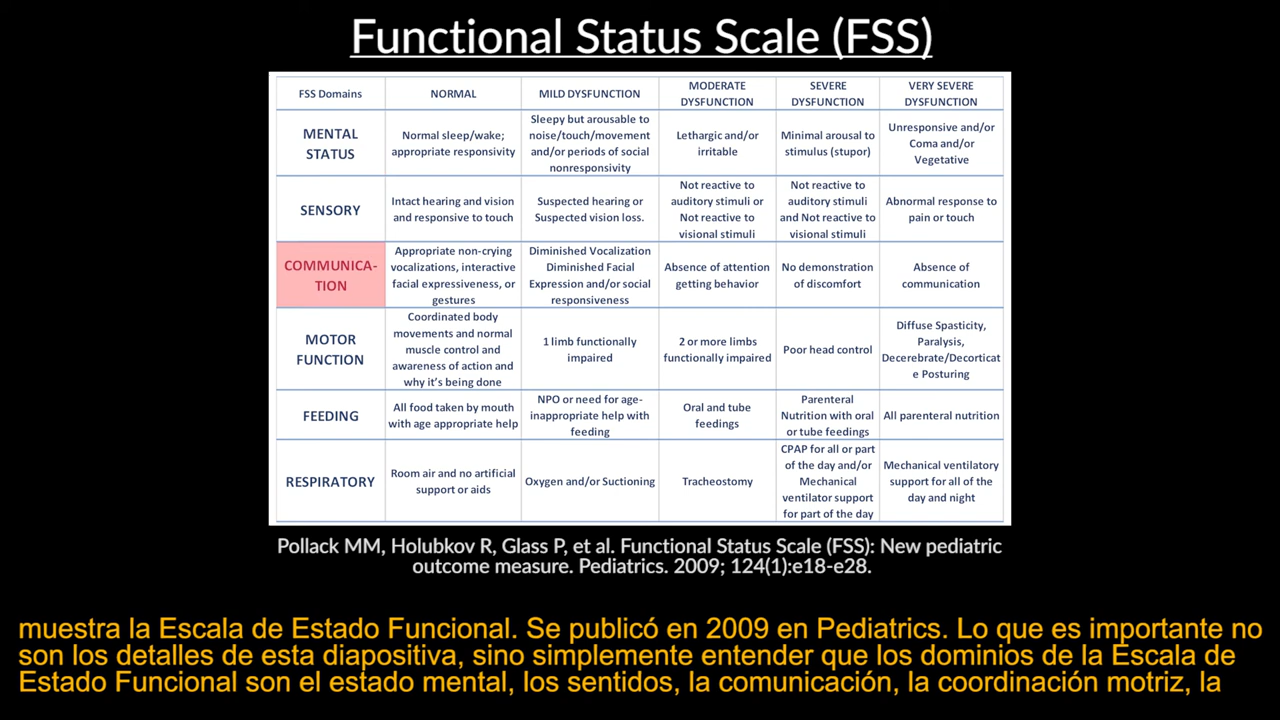 Functional Status Scale (FSS)
FSS Domains
NORMAL
MILD DYSFUNCTION
MODERATE
DYSFUNCTION
SEVERE
DYSFUNCTION
VERY SEVERE
DYSFUNCTION
MENTAL
STATUS
Normal sleep/wake;
appropriate responsivity
Sleepy but arousable to
noise/touch/movement
and/or periods of social
nonresponsivity
Lethargic and/or
irritable
Minimal arousal to
stimulus (stupor)
Unresponsive and/or
Coma and/or
Vegetative
SENSORY
Intact hearing and vision
and responsive to touch
Suspected hearing or
Suspected vision loss.
Not reactive to
auditory stimuli or
Not reactive to
visional stimuli
Not reactive to
auditory stimuli
and Not reactive to
visional stimuli
Abnormal response to
pain or touch
COMMUNICA-
TION
Appropriate non-crying
vocalizations, interactive
facial expressiveness, or
gestures
Diminished Vocalization
Diminished Facial
Expression and/or social
responsiveness
Absence of attention
getting behavior
No demonstration
of discomfort
Absence of
communication
MOTOR
FUNCTION
Coordinated body
movements and normal
muscle control and
awareness of action and
why it's being done
1 limb functionally
impaired
2 or more limbs
functionally impaired
Poor head control
Diffuse Spasticity,
Paralysis,
Decerebrate/Decorticat
e Posturing
FEEDING
All food taken by mouth
with age appropriate help
NPO or need for age-
inappropriate help with
feeding
Oral and tube
feedings
Parenteral
Nutrition with oral
or tube feedings
All parenteral nutrition
RESPIRATORY
Room air and no artificial
support or aids
Oxygen and/or Suctioning
Tracheostomy
CPAP for all or part
of the day and/or
Mechanical
ventilator support
for part of the day
Mechanical ventilatory
support for all of the
day and night
Pollack MM, Holubkov R, Glass P, et al. Functional Status Scale (FSS): New pediatric
outcome measure. Pediatrics. 2009; 124(1):e18-e28.
muestra la Escala de Estado Funcional. Se publicó en 2009 en Pediatrics. Lo que es importante no
son los detalles de esta diapositiva, sino simplemente entender que los dominios de la Escala de
Estado Funcional son el estado mental, los sentidos, la comunicación, la coordinación motriz, la